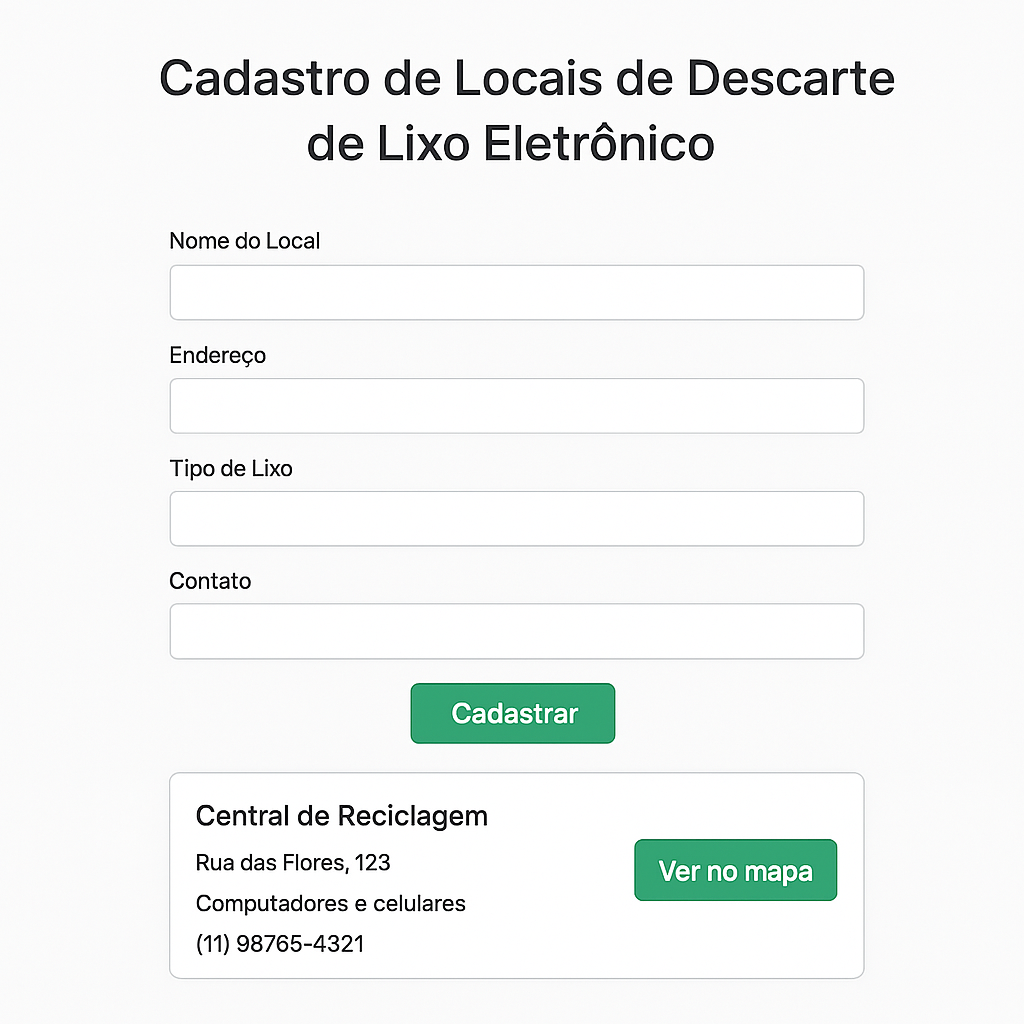 Cadastro de Locais de Descarte
de Lixo Eletrônico
Nome do Local
Endereço
Tipo de Lixo
Contato
Cadastrar
Central de Reciclagem
Rua das Flores, 123
Computadores e celulares
(11) 98765-4321
Ver no mapa